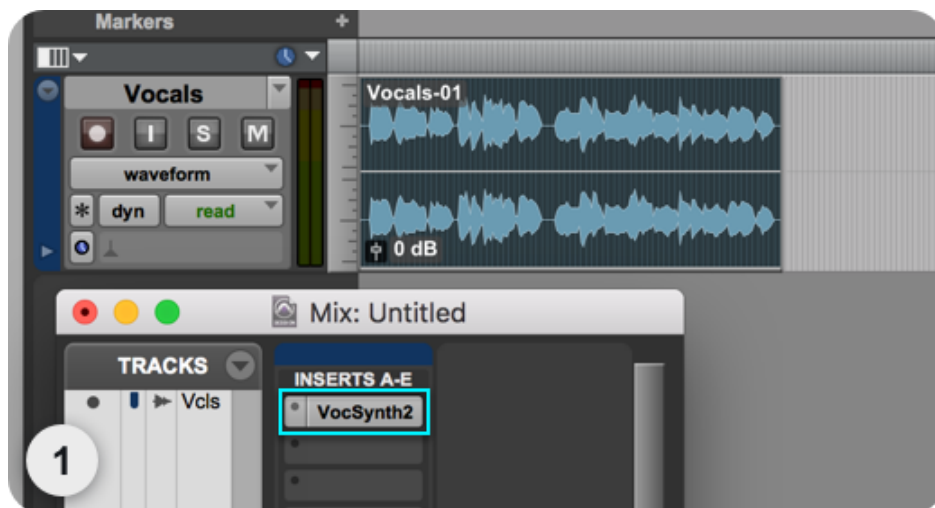 Markers
Vocals
I S M
waveform
* dyn read
Vocals-01
0 dB
Mix: Untitled
TRACKS
Vcls
INSERTS A-E
VocSynth2
1